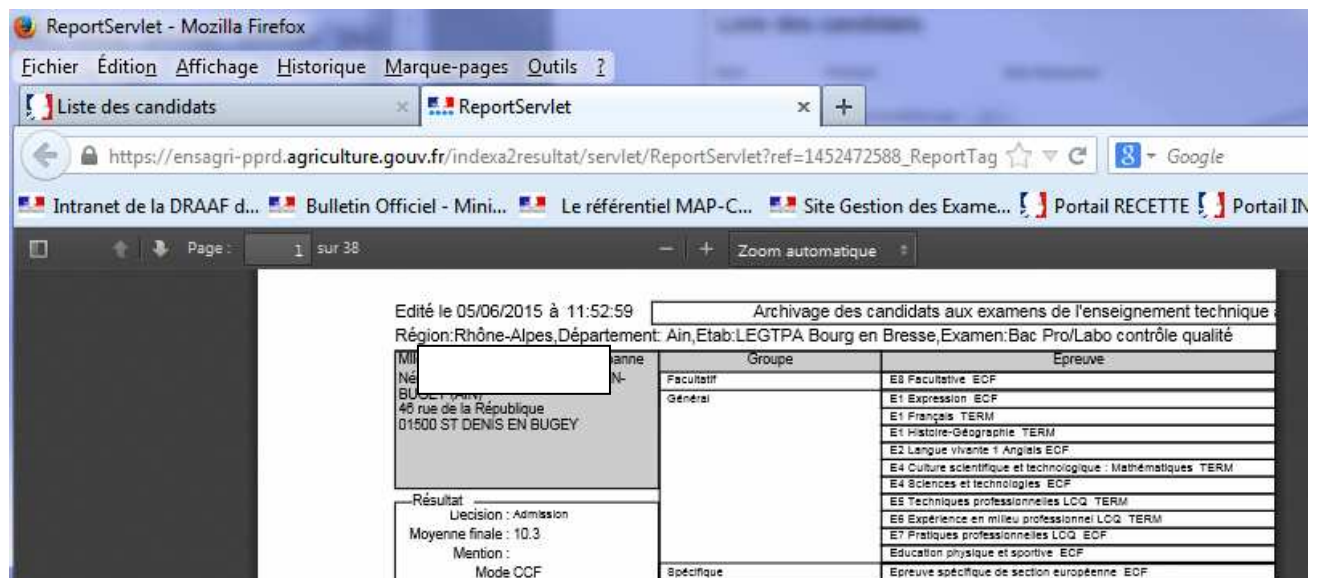 ReportServlet - Mozilla Firefox
Fichier Édition Affichage Historique Marque-pages Outils ?
Liste des candidats × ReportServlet × +
https://ensagri-pprd.agriculture.gouv.fr/indexa2resultat/servlet/ReportServlet?ref=1452472588_ReportTag Google
Intranet de la DRAAF d... Bulletin Officiel - Mini... Le référentiel MAP-C... Site Gestion des Exame... Portail RECETTE Portail IN
Page : 1 sur 38 − + Zoom automatique
Edité le 05/06/2015 à 11:52:59 Archivage des candidats aux examens de l'enseignement technique
Région:Rhône-Alpes,Département: Ain,Etab:LEGTPA Bourg en Bresse,Examen:Bac Pro/Labo contrôle qualité
anne Groupe Epreuve
Né N- Facultatif E8 Facultative ECF
Général E1 Expression ECF
46 rue de la République E1 Français TERM
01500 ST DENIS EN BUGEY E1 Histoire-Géographie TERM
E2 Langue vivante 1 Anglais ECF
E4 Culture scientifique et technologique : Mathématiques TERM
E4 Sciences et technologies ECF
Résultat E5 Techniques professionnelles LCQ TERM
Décision : Admission E6 Expérience en milieu professionnel LCQ TERM
Moyenne finale : 10.3 E7 Pratiques professionnelles LCQ ECF
Mention : Education physique et sportive ECF
Mode CCF Spécifique Epreuve spécifique de section européenne ECF